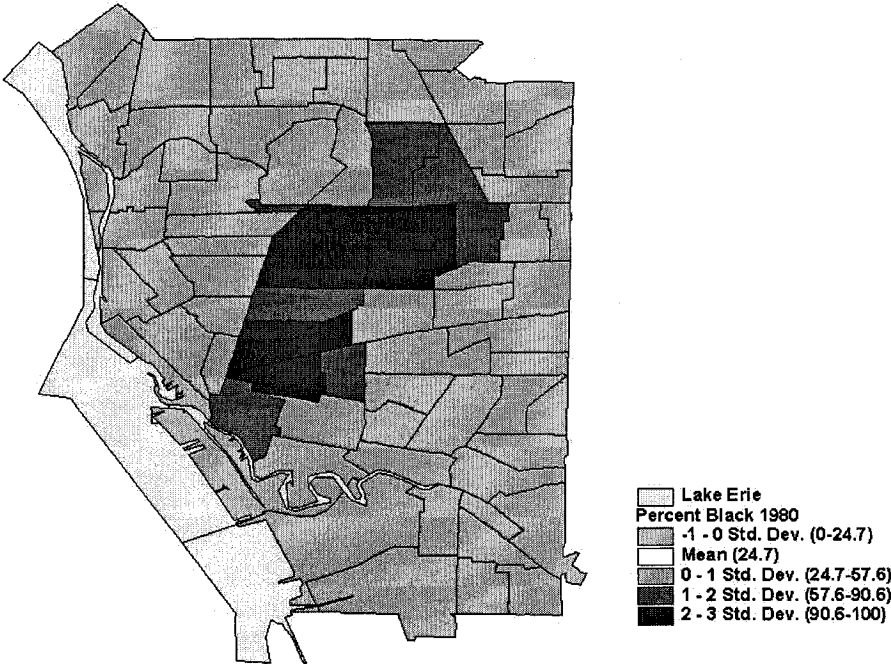 Lake Erie
Percent Black 1980
-1 - 0 Std. Dev. (0-24.7)
Mean (24.7)
0 - 1 Std. Dev. (24.7-57.6)
1 - 2 Std. Dev. (57.6-90.6)
2 - 3 Std. Dev. (90.6-100)